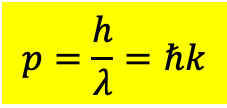 p = h/λ = ħk